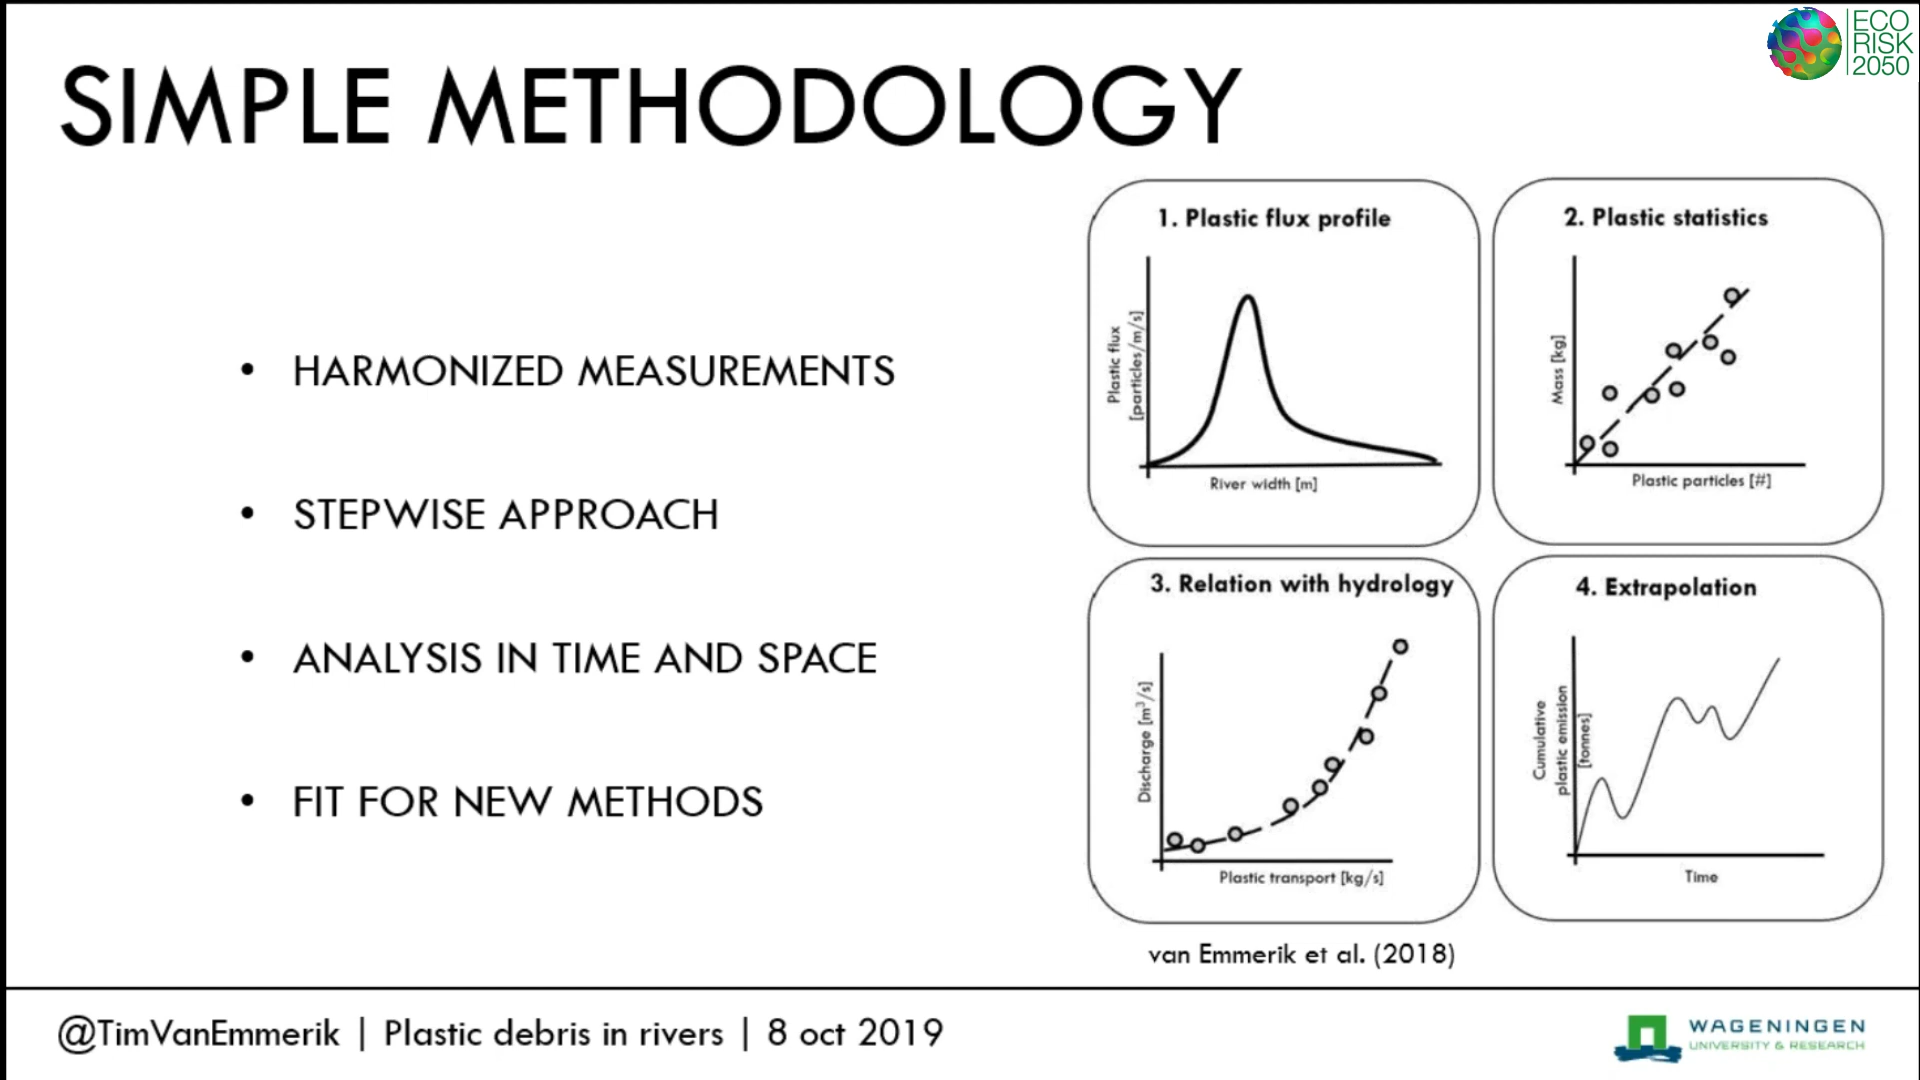 ECO
RISK
2050
SIMPLE METHODOLOGY
• HARMONIZED MEASUREMENTS
• STEPWISE APPROACH
• ANALYSIS IN TIME AND SPACE
• FIT FOR NEW METHODS
1. Plastic flux profile
Plastic flux
[particles/m/s]
River width [m]
2. Plastic statistics
Mass [kg]
Plastic particles [#]
3. Relation with hydrology
Discharge [m³/s]
Plastic transport [kg/s]
4. Extrapolation
Cumulative
plastic emission
[tonnes]
Time
van Emmerik et al. (2018)
@TimVanEmmerik | Plastic debris in rivers | 8 oct 2019
WAGENINGEN
UNIVERSITY & RESEARCH